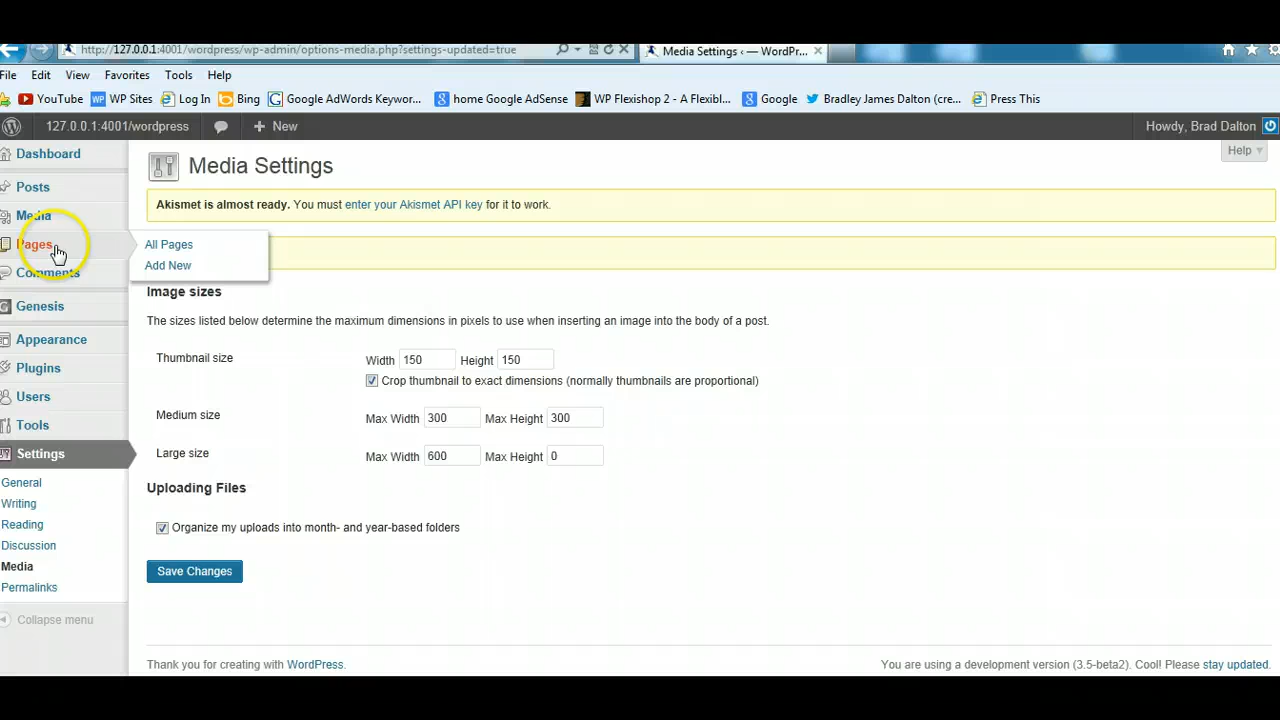 http://127.0.0.1:4001/wordpress/wp-admin/options-media.php?settings-updated=true
Media Settings ‹ — WordPr...
File Edit View Favorites Tools Help
YouTube WP Sites Log In Bing Google AdWords Keywor... home Google AdSense WP Flexishop 2 - A Flexibl... Google Bradley James Dalton (cre... Press This
127.0.0.1:4001/wordpress + New Howdy, Brad Dalton
Help
Dashboard
Posts
Media
Pages
Comments
Genesis
Appearance
Plugins
Users
Tools
Settings
General
Writing
Reading
Discussion
Media
Permalinks
Collapse menu
All Pages
Add New
Media Settings
Akismet is almost ready. You must enter your Akismet API key for it to work.
Image sizes
The sizes listed below determine the maximum dimensions in pixels to use when inserting an image into the body of a post.
Thumbnail size Width 150 Height 150
Crop thumbnail to exact dimensions (normally thumbnails are proportional)
Medium size Max Width 300 Max Height 300
Large size Max Width 600 Max Height 0
Uploading Files
Organize my uploads into month- and year-based folders
Save Changes
Thank you for creating with WordPress. You are using a development version (3.5-beta2). Cool! Please stay updated.